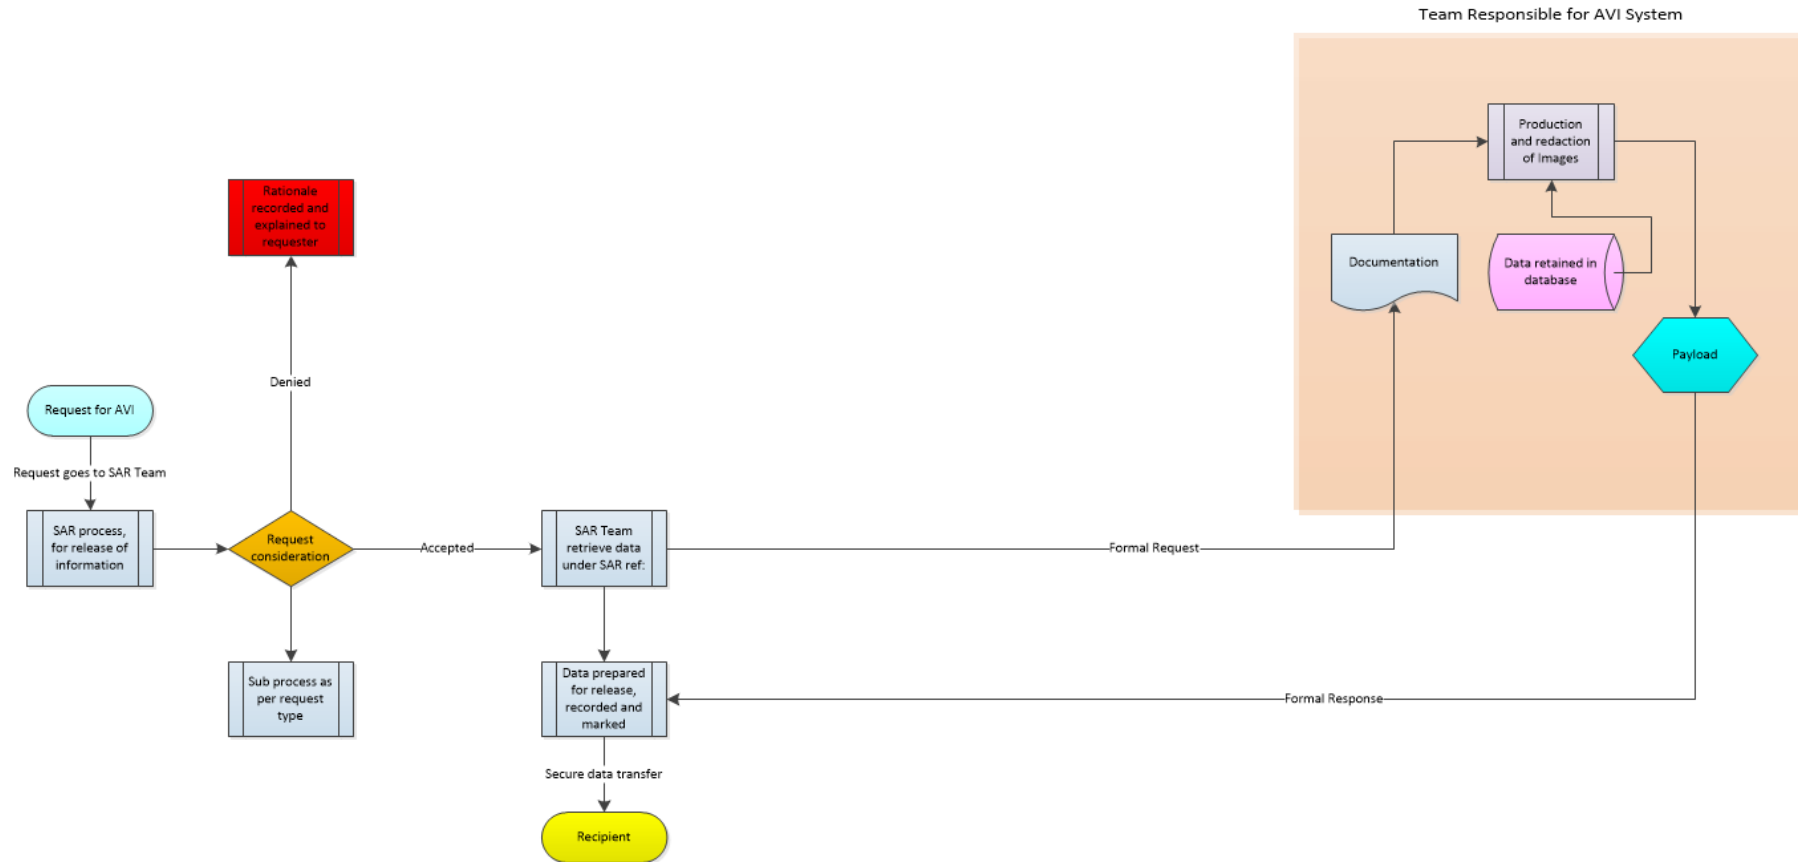 Team Responsible for AVI System
Production
and redaction
of Images
Rationale
recorded and
explained to
requester
Documentation
Data retained in
database
Payload
Denied
Request for AVI
Request goes to SAR Team
SAR process,
for release of
information
Request
consideration
Accepted
SAR Team
retrieve data
under SAR ref:
Formal Request
Sub process as
per request
type
Data prepared
for release,
recorded and
marked
Formal Response
Secure data transfer
Recipient